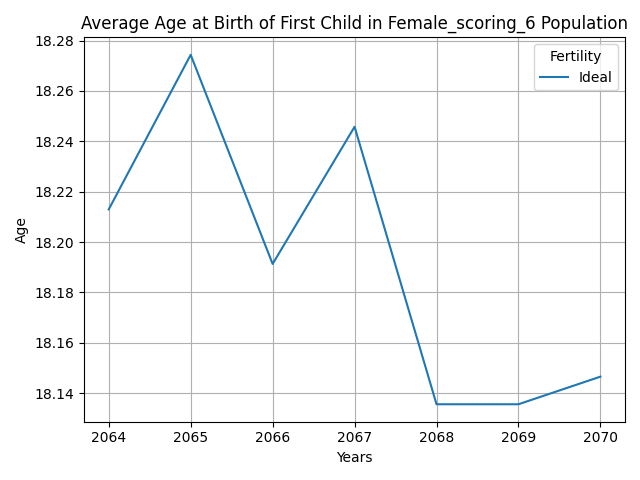 Average Age at Birth of First Child in Female_scoring_6 Population
Fertility
Ideal
Age
18.28
18.26
18.24
18.22
18.20
18.18
18.16
18.14
2064 2065 2066 2067 2068 2069 2070
Years